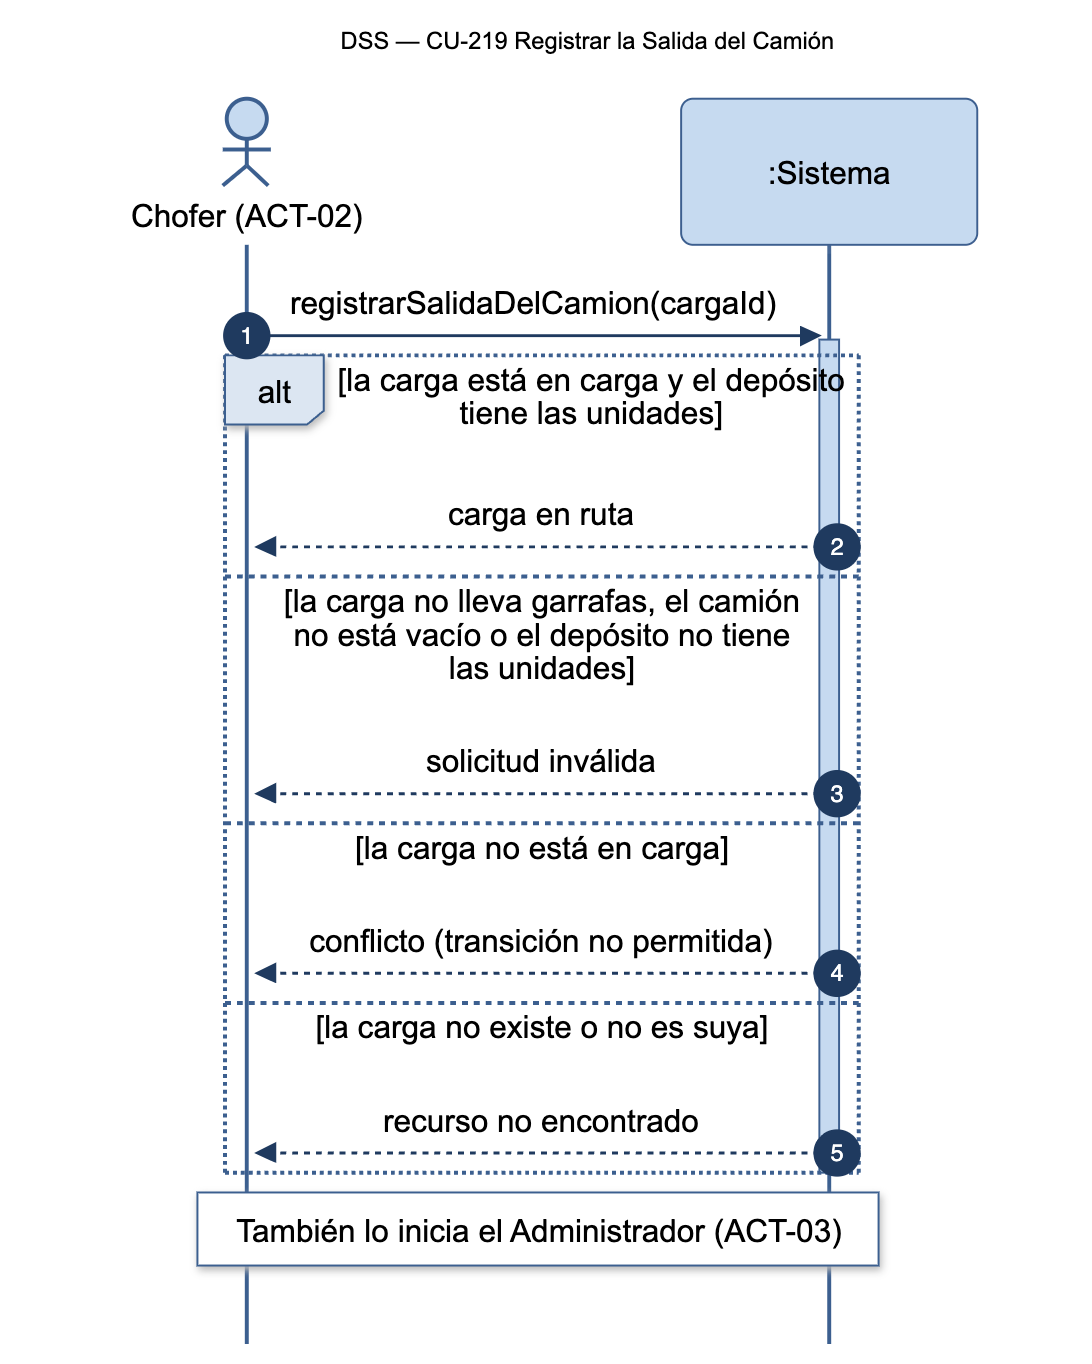 DSS — CU-219 Registrar la Salida del Camión
Chofer (ACT-02)
:Sistema
registrarSalidaDelCamion(cargaId)
1
alt
[la carga está en carga y el depósito
tiene las unidades]
carga en ruta
2
[la carga no lleva garrafas, el camión
no está vacío o el depósito no tiene
las unidades]
solicitud inválida
3
[la carga no está en carga]
conflicto (transición no permitida)
4
[la carga no existe o no es suya]
recurso no encontrado
5
También lo inicia el Administrador (ACT-03)